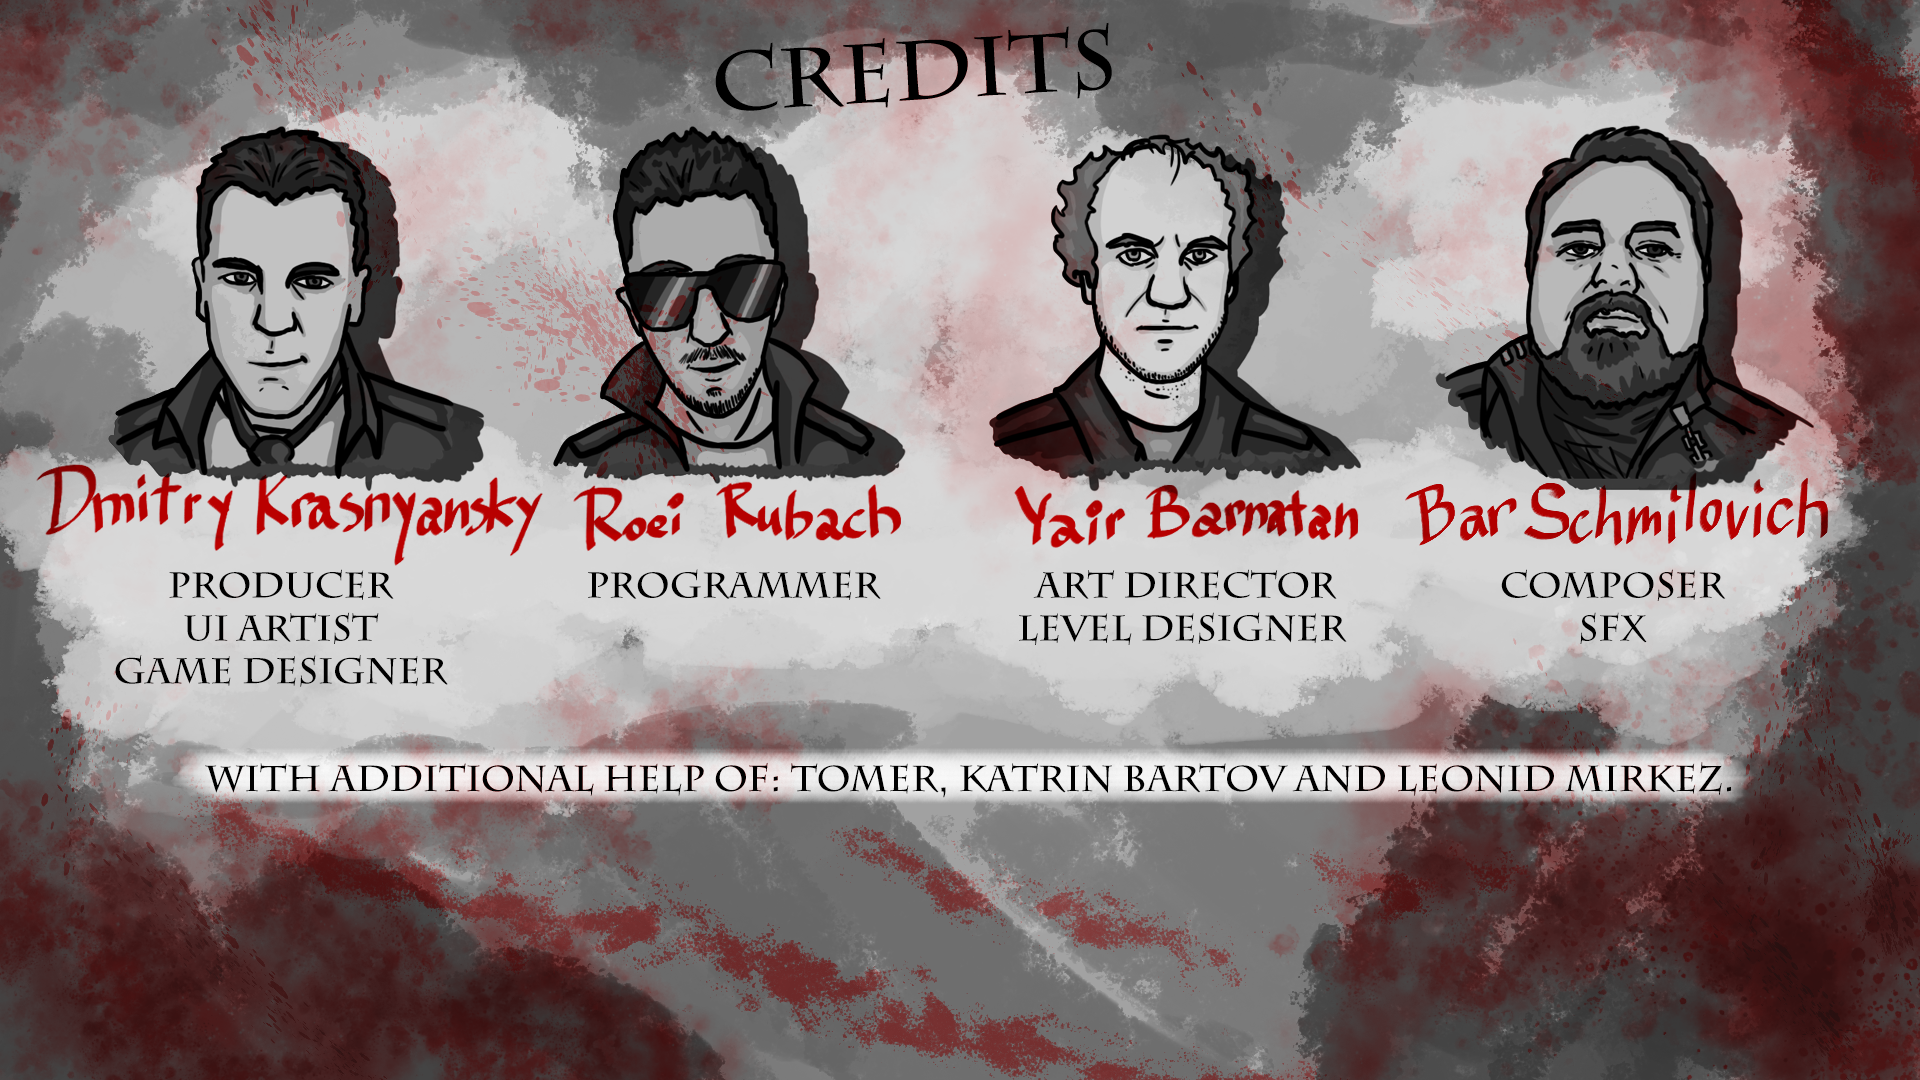 CREDITS
Dmitry Krasnyansky
PRODUCER
UI ARTIST
GAME DESIGNER
Roei Rubach
PROGRAMMER
Yair Barnatan
ART DIRECTOR
LEVEL DESIGNER
Bar Schmilovich
COMPOSER
SFX
WITH ADDITIONAL HELP OF: TOMER, KATRIN BARTOV AND LEONID MIRKEZ.